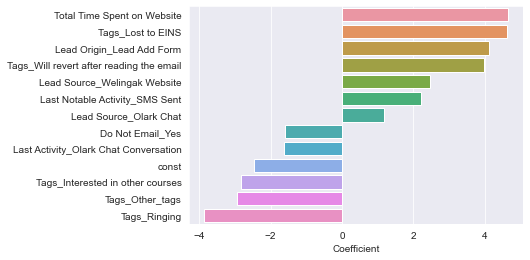 Total Time Spent on Website
Tags_Lost to EINS
Lead Origin_Lead Add Form
Tags_Will revert after reading the email
Lead Source_Welingak Website
Last Notable Activity_SMS Sent
Lead Source_Olark Chat
Do Not Email_Yes
Last Activity_Olark Chat Conversation
const
Tags_Interested in other courses
Tags_Other_tags
Tags_Ringing
−4 −2 0 2 4
Coefficient